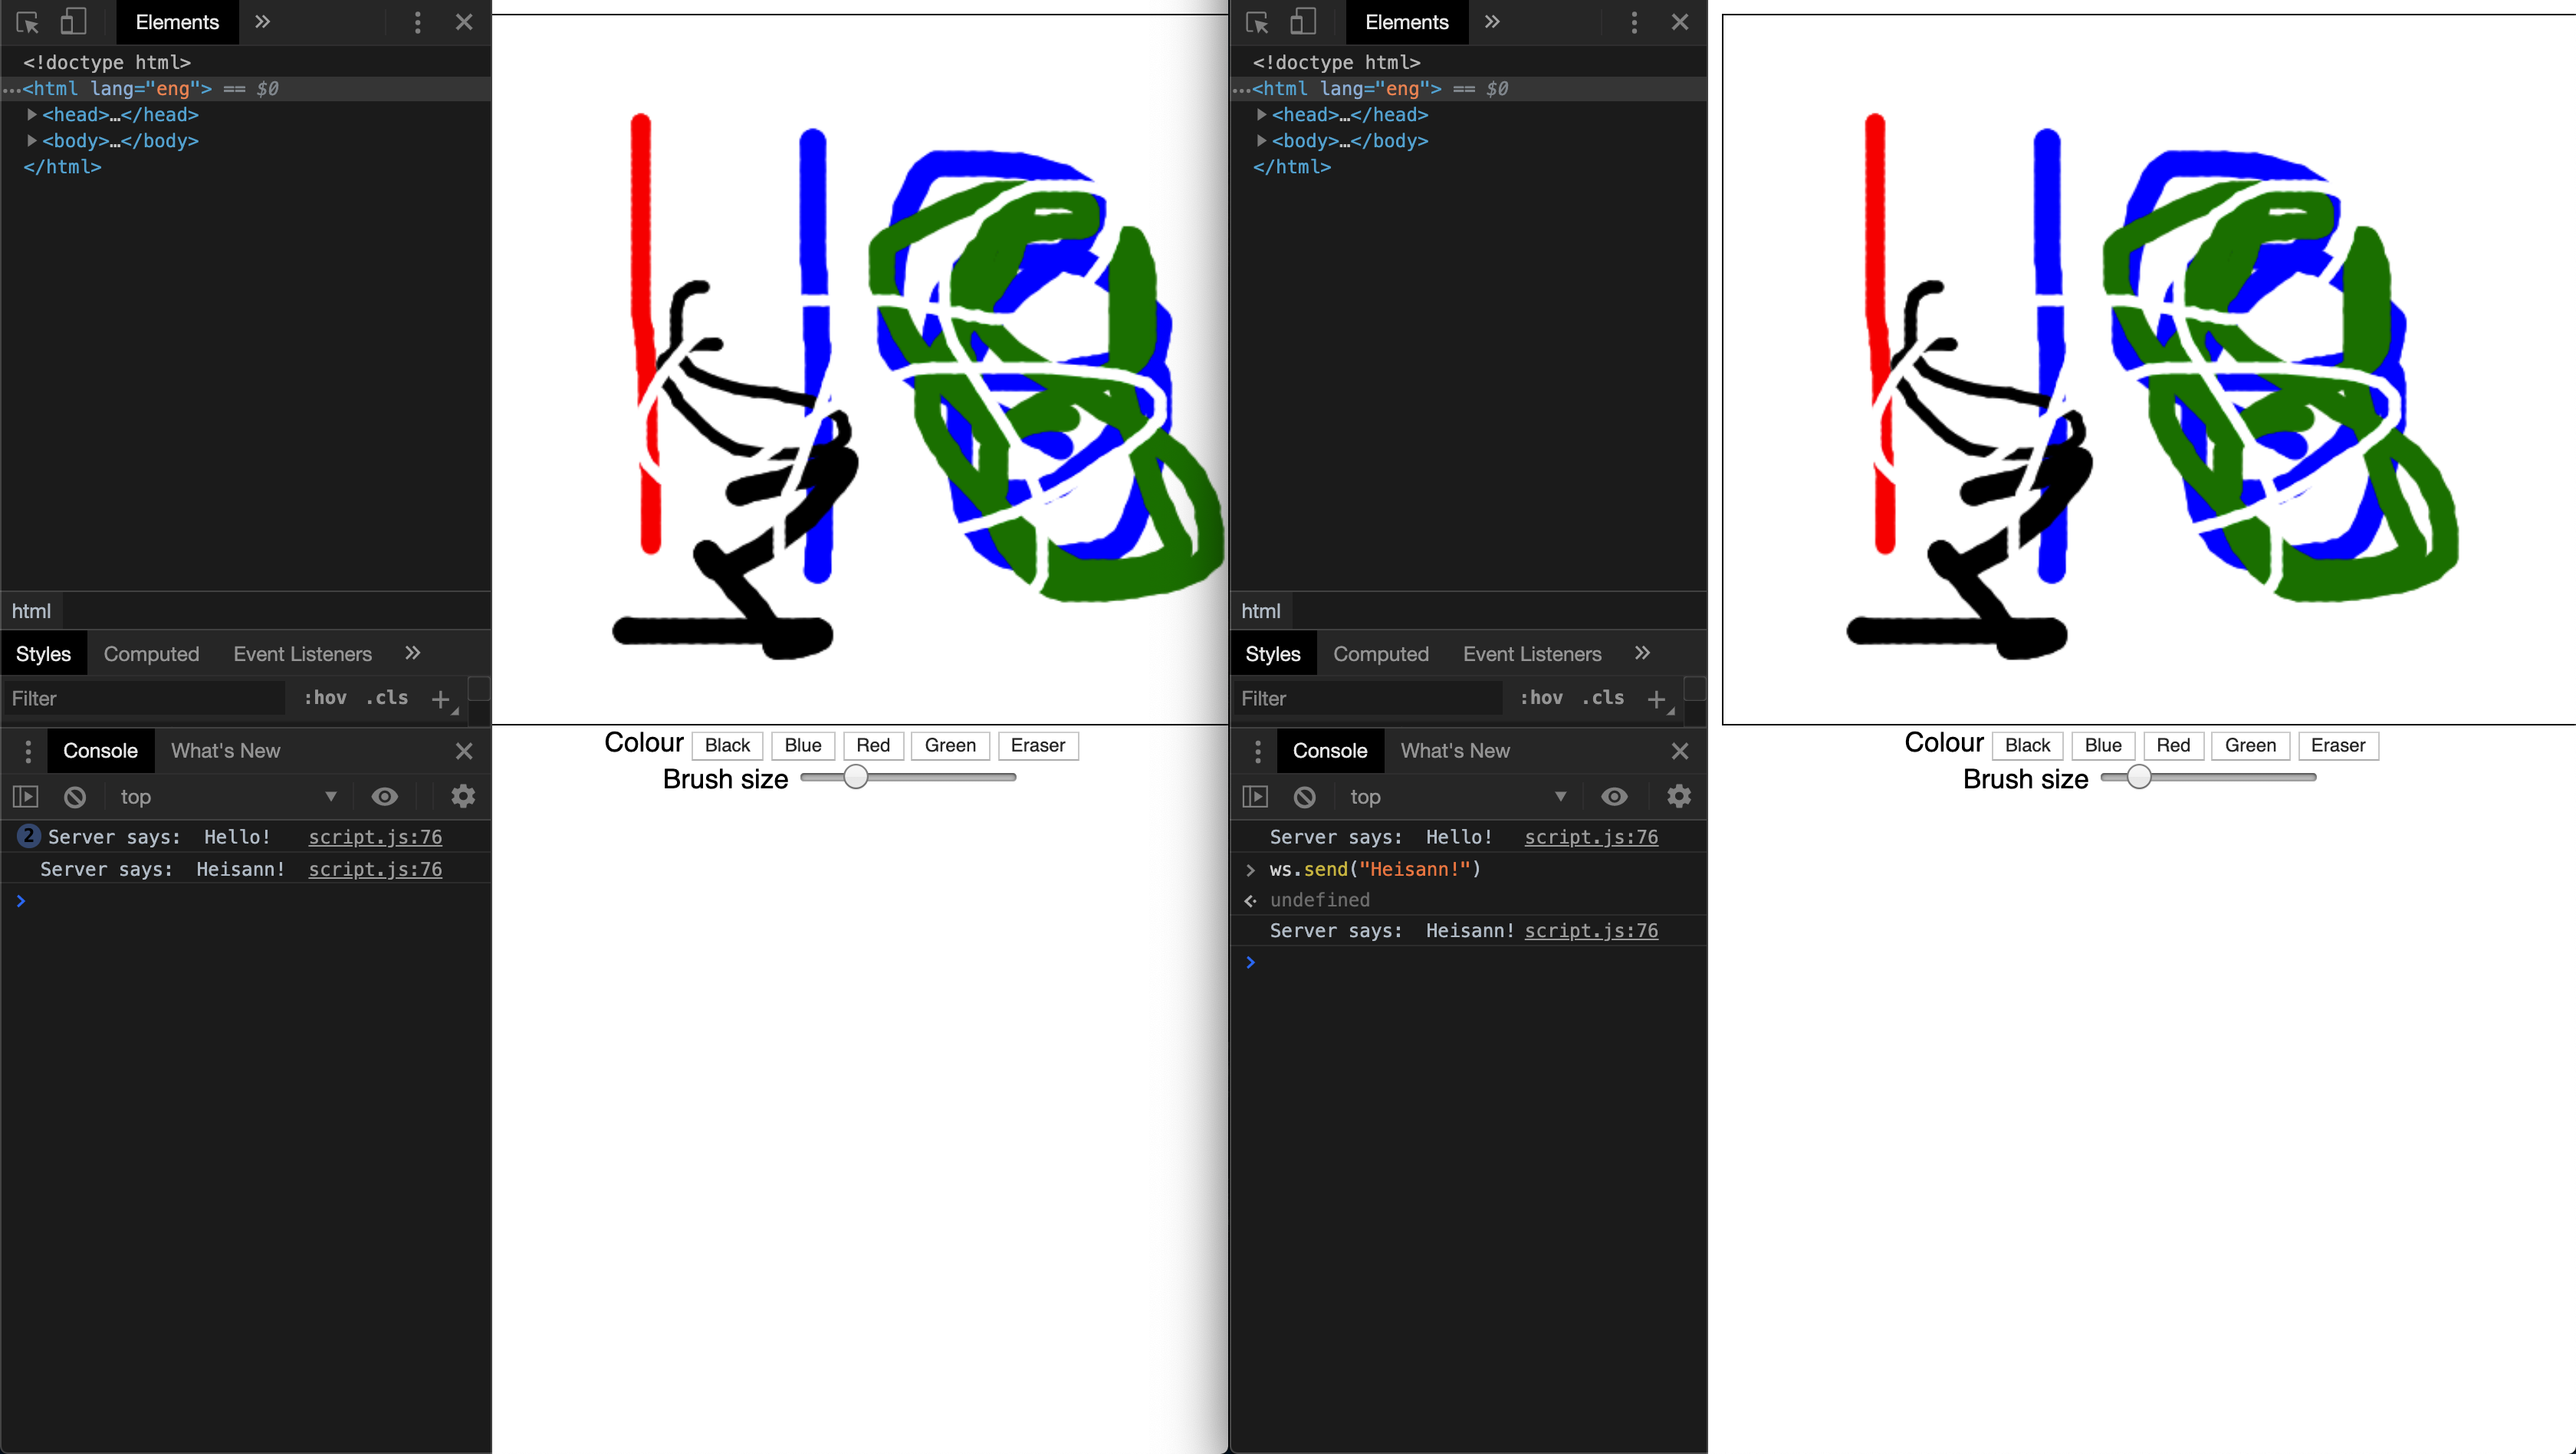 Elements »
<!doctype html>
…<html lang="eng"> == $0
<head>…</head>
<body>…</body>
</html>
html
Styles Computed Event Listeners »
Filter :hov .cls +
Console What's New
top
2 Server says: Hello! script.js:76
Server says: Heisann! script.js:76
>
Colour Black Blue Red Green Eraser
Brush size
Elements »
<!doctype html>
…<html lang="eng"> == $0
<head>…</head>
<body>…</body>
</html>
html
Styles Computed Event Listeners »
Filter :hov .cls +
Console What's New
top
Server says: Hello! script.js:76
> ws.send("Heisann!")
undefined
Server says: Heisann! script.js:76
>
Colour Black Blue Red Green Eraser
Brush size